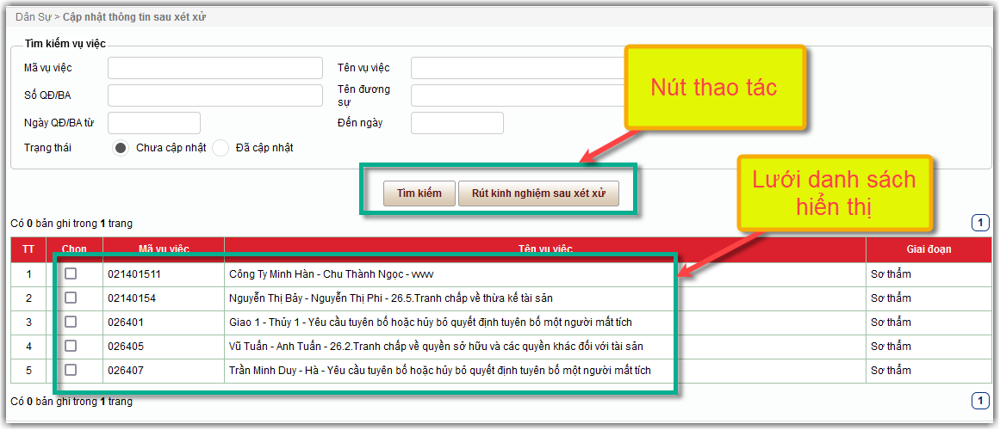 Dân Sự > Cập nhật thông tin sau xét xử
Tìm kiếm vụ việc
Mã vụ việc
Tên vụ việc
Số QĐ/BA
Tên đương sự
Ngày QĐ/BA từ
Đến ngày
Trạng thái
Chưa cập nhật
Đã cập nhật
Nút thao tác
Tìm kiếm
Rút kinh nghiệm sau xét xử
Lưới danh sách
hiển thị
Có 0 bản ghi trong 1 trang
1
TT Chọn Mã vụ việc Tên vụ việc Giai đoạn
1 021401511 Công Ty Minh Hàn - Chu Thành Ngọc - vvvv Sơ thẩm
2 02140154 Nguyễn Thị Bảy - Nguyễn Thị Phi - 26.5.Tranh chấp về thừa kế tài sản Sơ thẩm
3 026401 Giao 1 - Thủy 1 - Yêu cầu tuyên bố hoặc hủy bỏ quyết định tuyên bố một người mất tích Sơ thẩm
4 026405 Vũ Tuấn - Anh Tuấn - 26.2.Tranh chấp về quyền sở hữu và các quyền khác đối với tài sản Sơ thẩm
5 026407 Trần Minh Duy - Hà - Yêu cầu tuyên bố hoặc hủy bỏ quyết định tuyên bố một người mất tích Sơ thẩm
Có 0 bản ghi trong 1 trang
1